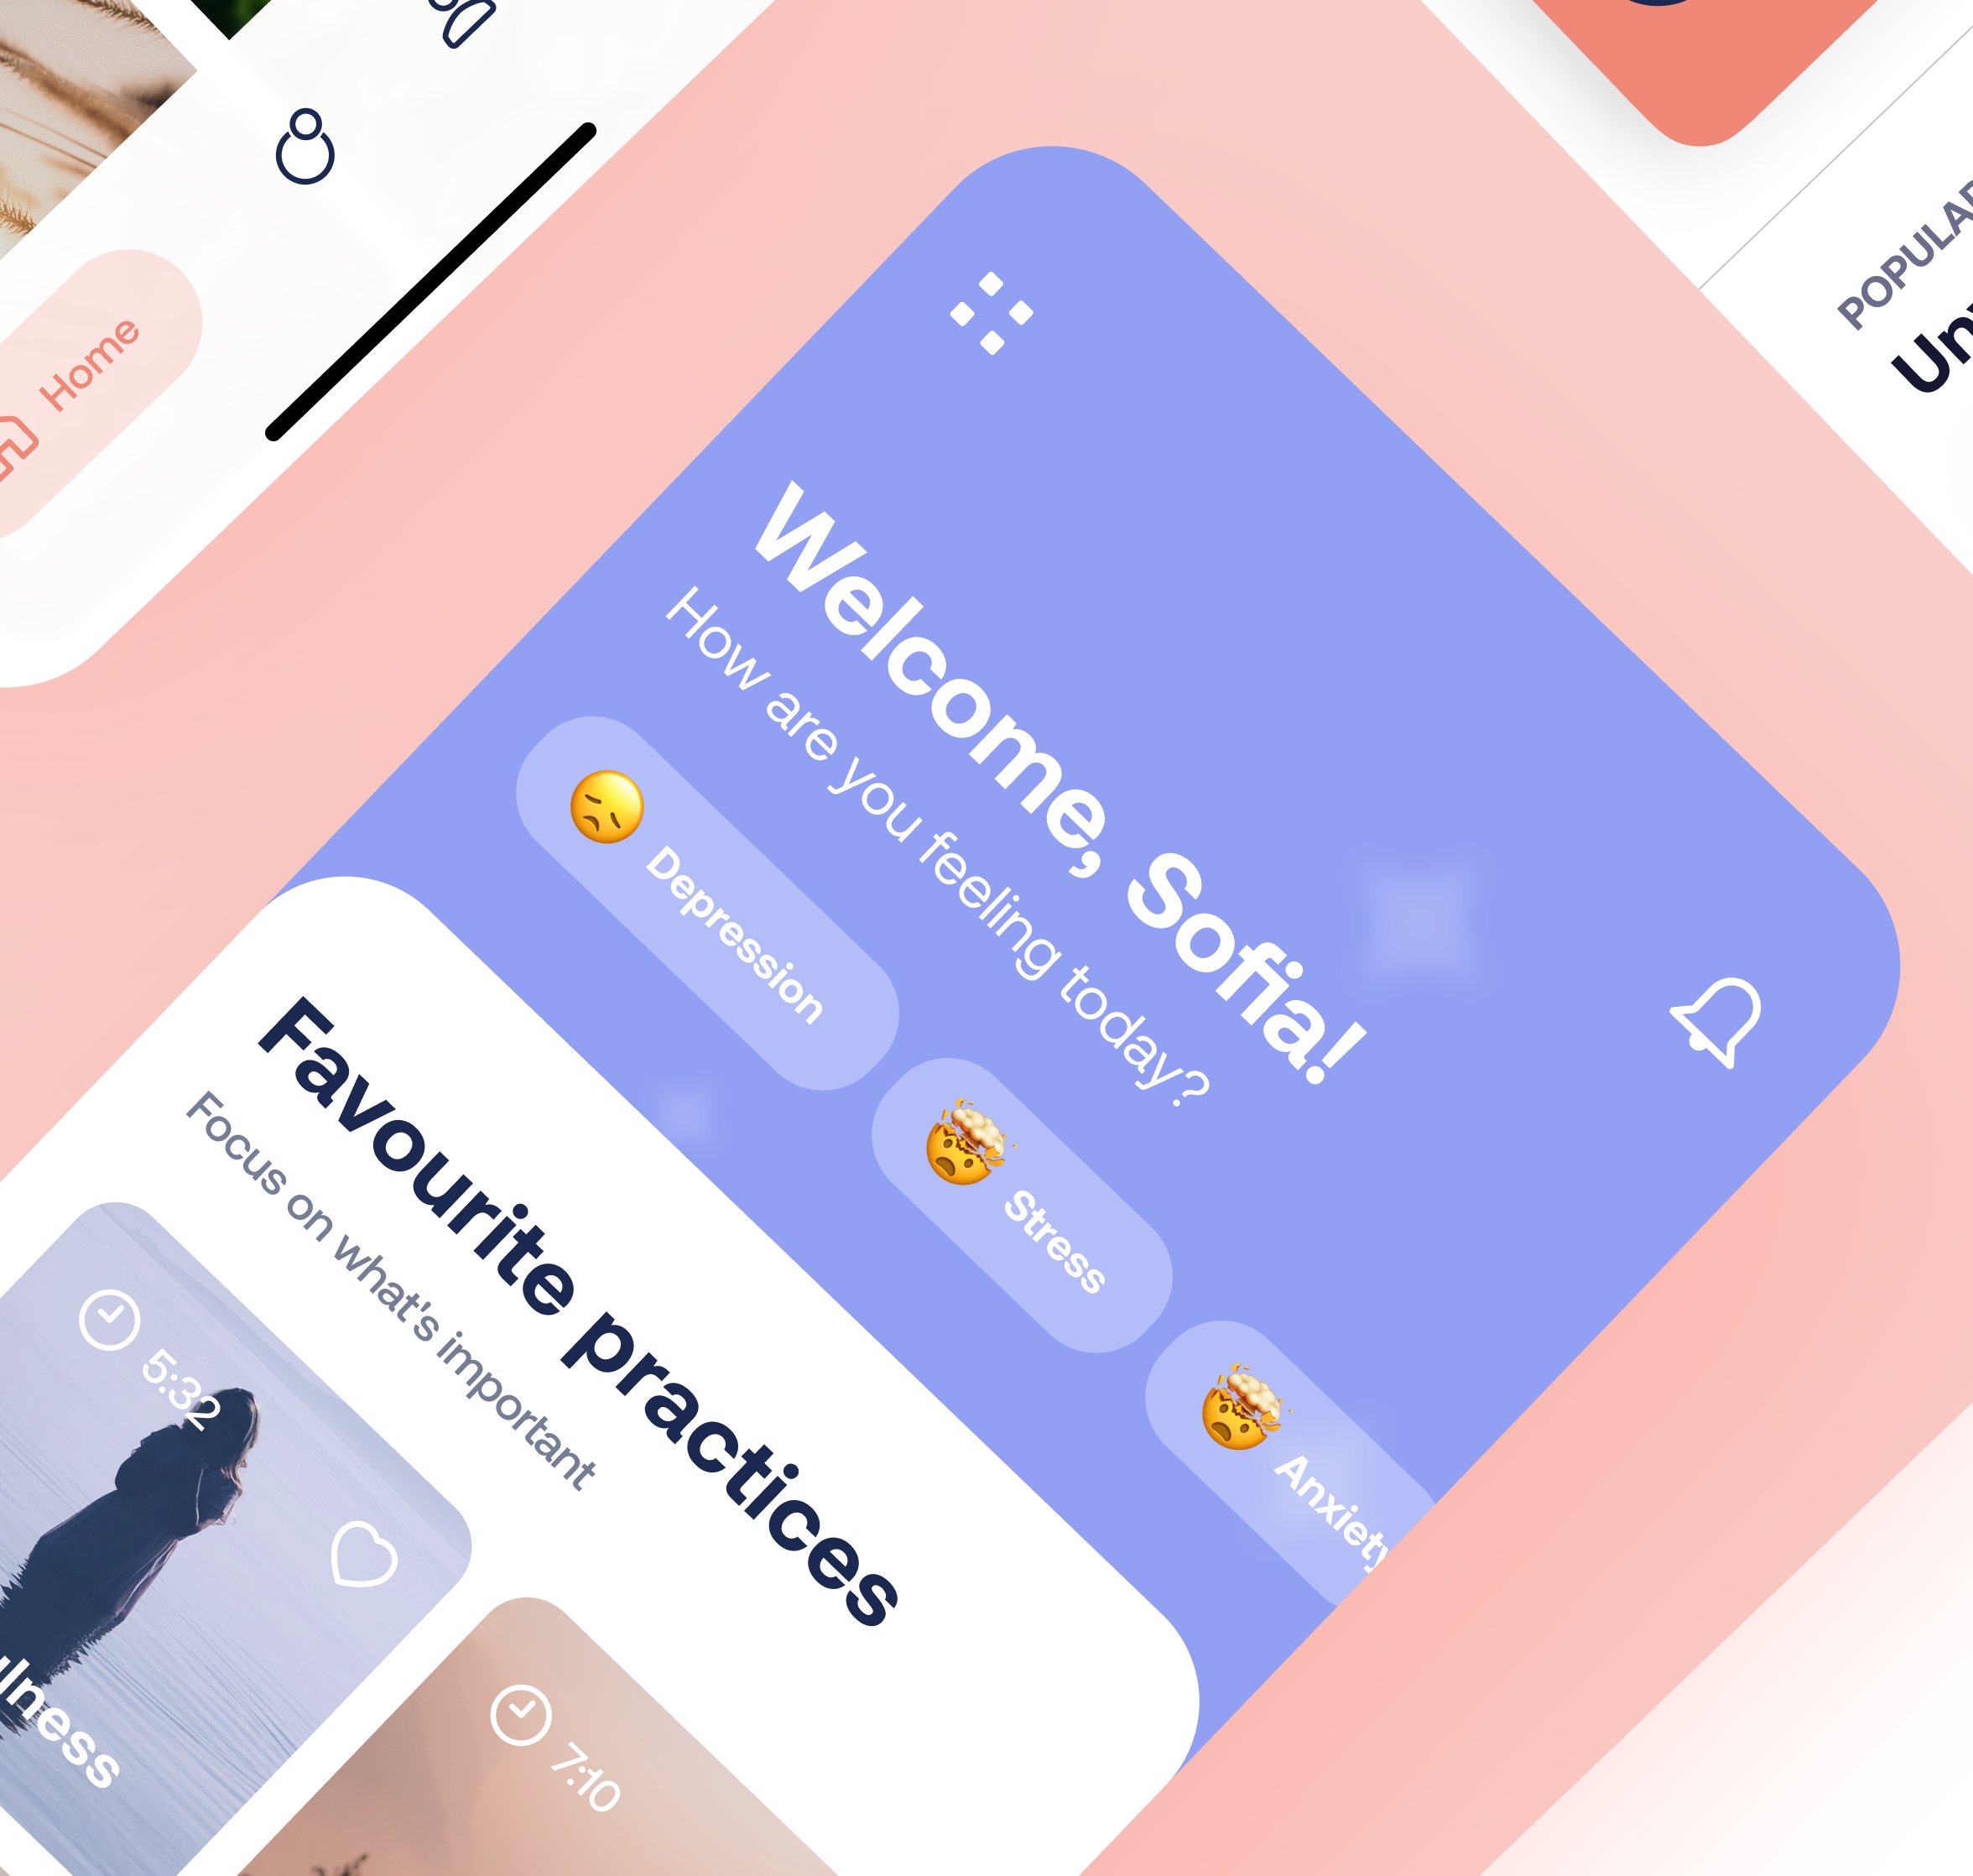 Home
POPULAR
Welcome, Sofia!
How are you feeling today?
Depression
Stress
Anxiety
Favourite practices
Focus on what's important
5:32
7:10